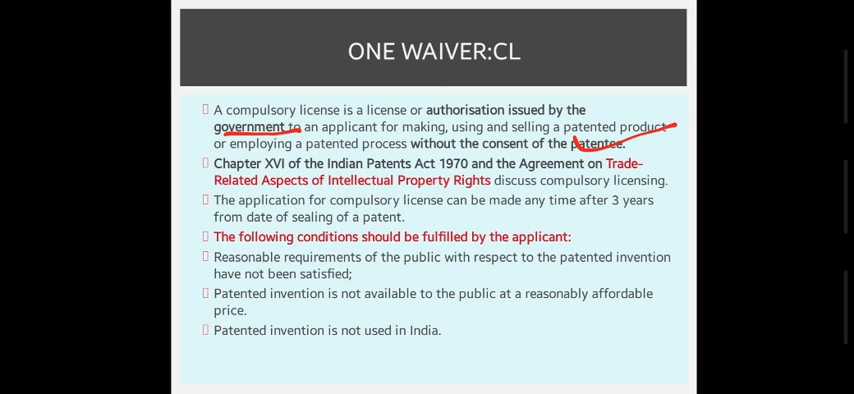 ONE WAIVER:CL
A compulsory license is a license or authorisation issued by the
government to an applicant for making, using and selling a patented product
or employing a patented process without the consent of the patentee.
Chapter XVI of the Indian Patents Act 1970 and the Agreement on Trade-
Related Aspects of Intellectual Property Rights discuss compulsory licensing.
The application for compulsory license can be made any time after 3 years
from date of sealing of a patent.
The following conditions should be fulfilled by the applicant:
Reasonable requirements of the public with respect to the patented invention
have not been satisfied;
Patented invention is not available to the public at a reasonably affordable
price.
Patented invention is not used in India.